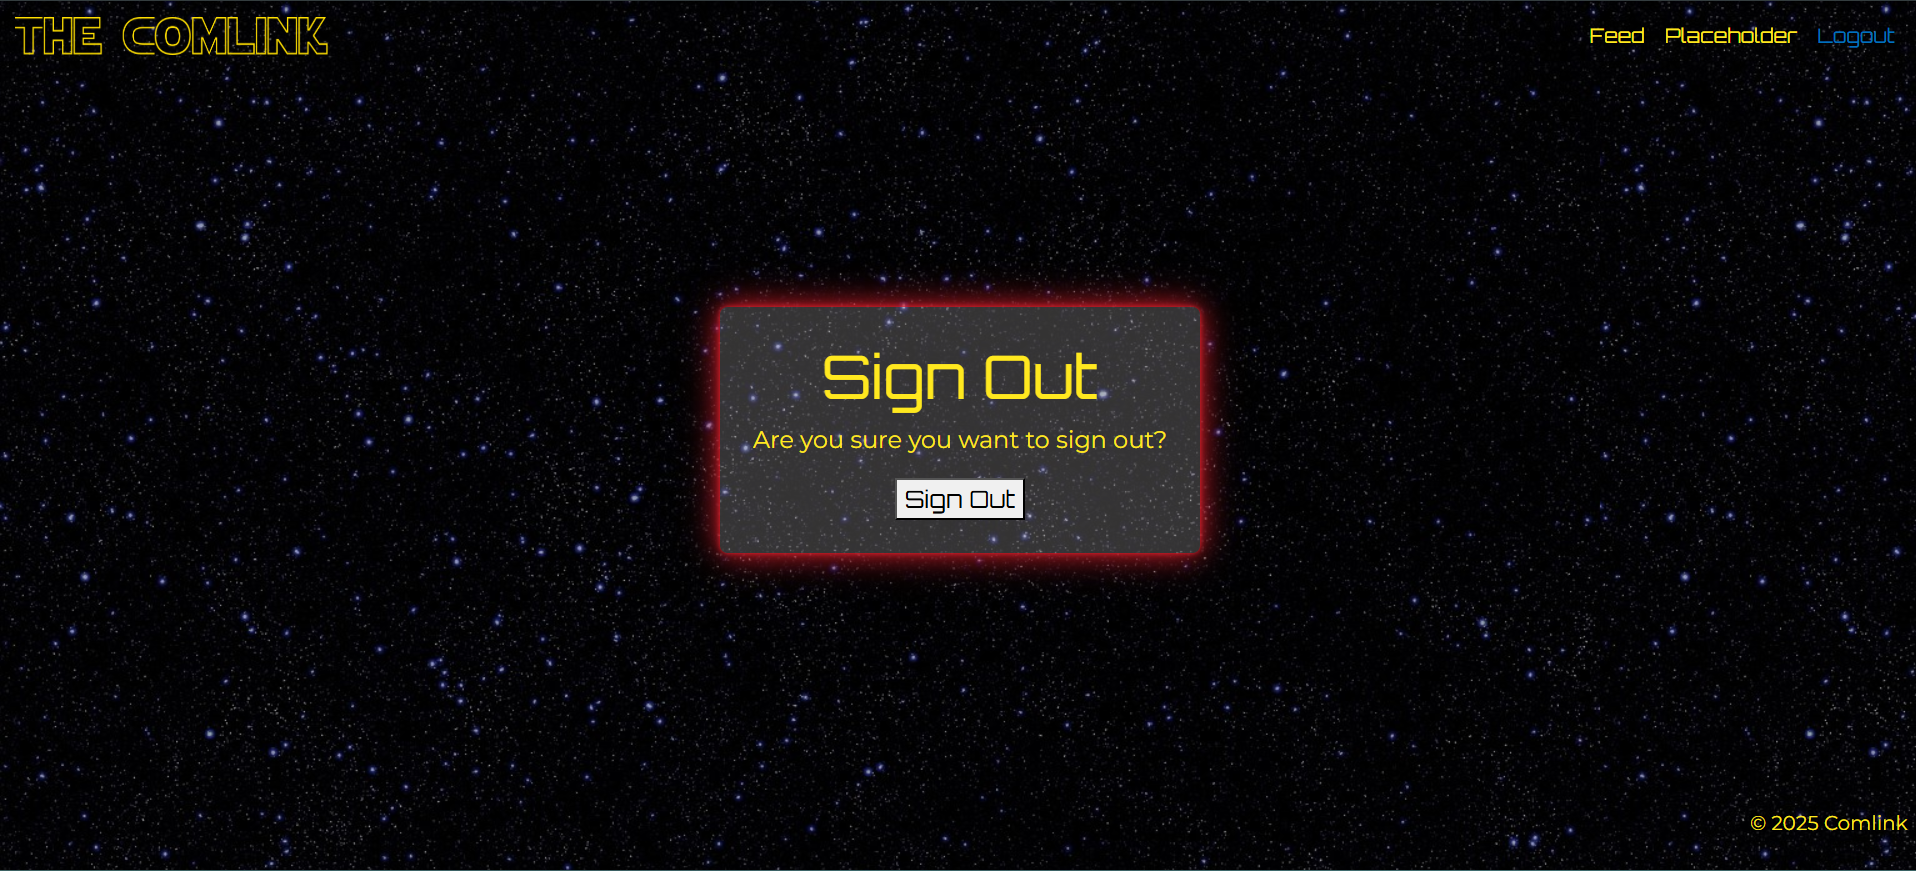 THE COMLINK
Feed Placeholder Logout
Sign Out
Are you sure you want to sign out?
Sign Out
© 2025 Comlink